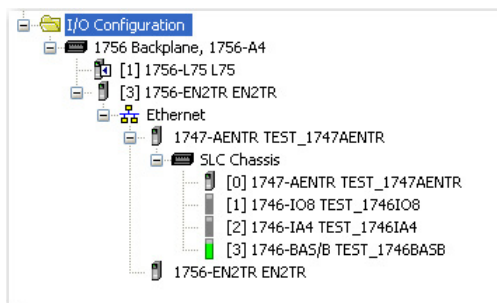 I/O Configuration
1756 Backplane, 1756-A4
[1] 1756-L75 L75
[3] 1756-EN2TR EN2TR
Ethernet
1747-AENTR TEST_1747AENTR
SLC Chassis
[0] 1747-AENTR TEST_1747AENTR
[1] 1746-IO8 TEST_1746IO8
[2] 1746-IA4 TEST_1746IA4
[3] 1746-BAS/B TEST_1746BASB
1756-EN2TR EN2TR